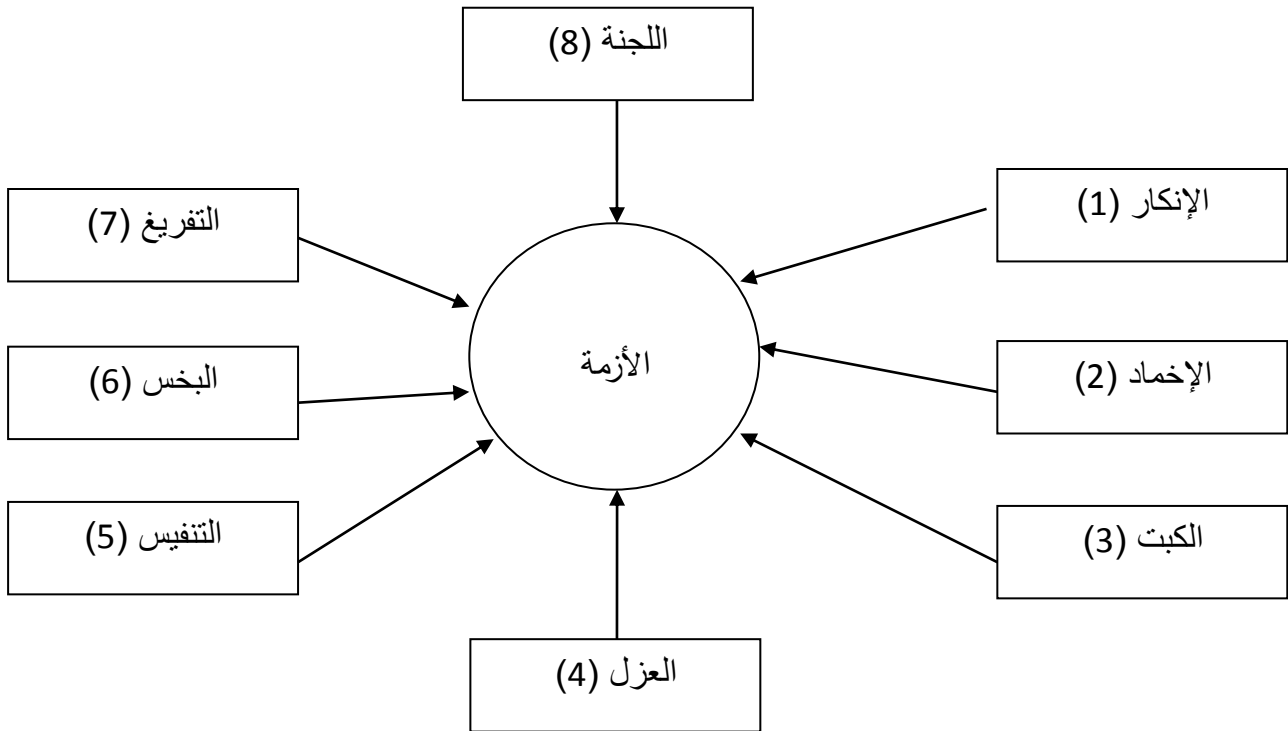 اللجنة (8)
الإنكار (1)
التفريغ (7)
الأزمة
الإخماد (2)
البخس (6)
الكبت (3)
التنفيس (5)
العزل (4)